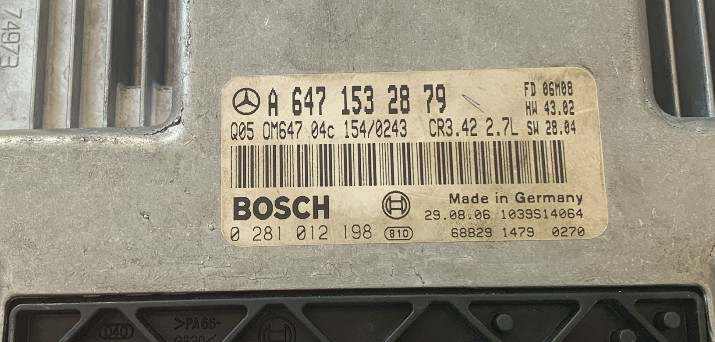 74973
A 647 153 28 79
FD 06M08
HW 43.02
Q05 OM647 04c 154/0243 CR3.42 2.7L SW 28.04
BOSCH
Made in Germany
29.08.06 1039S14064
0 281 012 198 810
68829 1479 0270
>PA66-